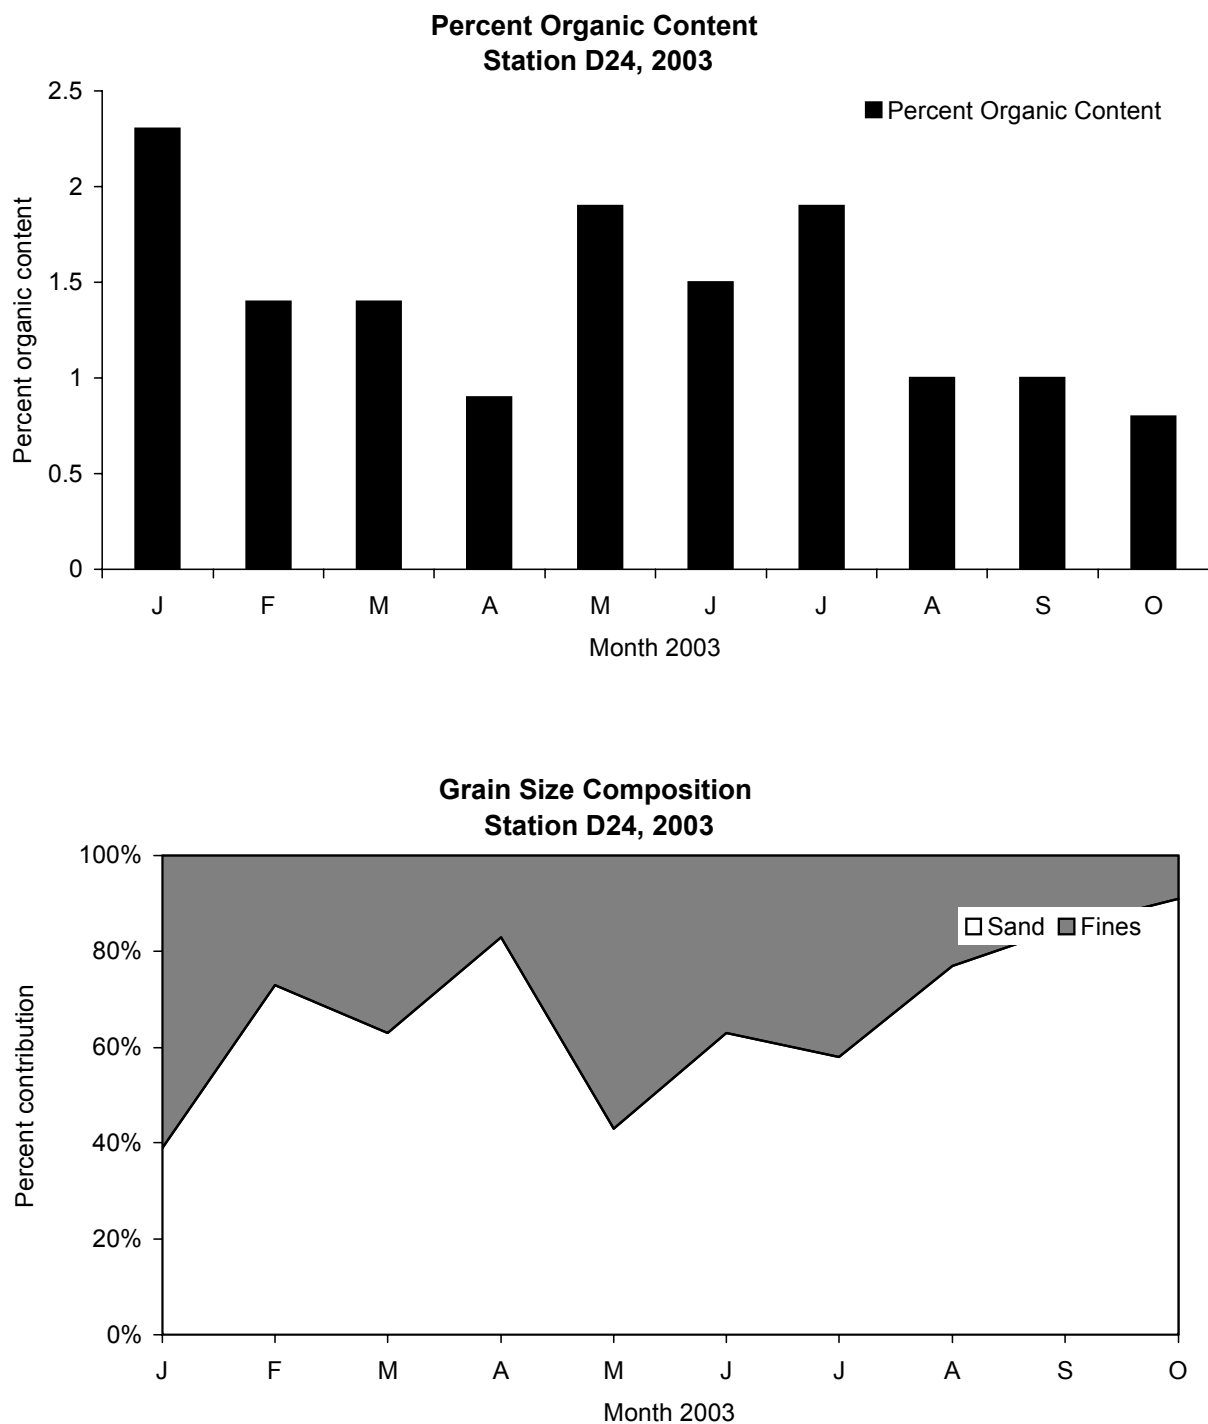 Percent Organic Content
Station D24, 2003
Percent Organic Content
2.5
2
1.5
1
0.5
0
Percent organic content
J F M A M J J A S O
Month 2003
Grain Size Composition
Station D24, 2003
Sand Fines
100%
80%
60%
40%
20%
0%
Percent contribution
J F M A M J J A S O
Month 2003